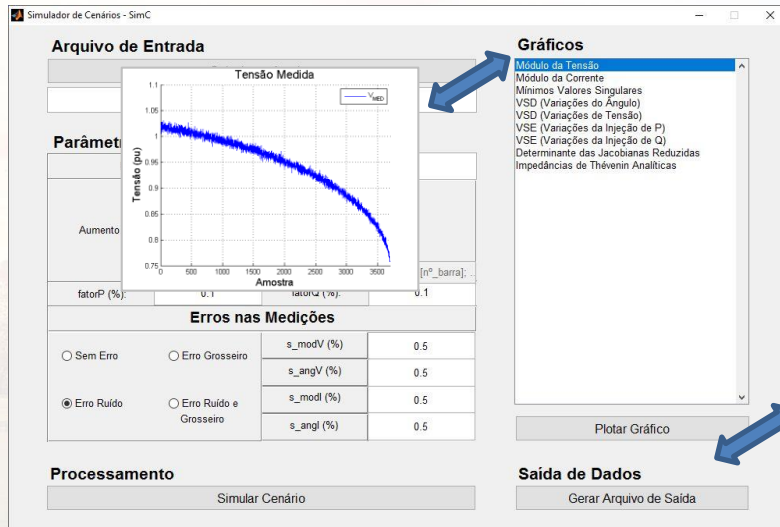 Simulador de Cenários - SimC
Arquivo de Entrada
Tensão Medida
V_MED
1.1
1.05
1
0.95
0.9
0.85
0.8
0.75
Tensão (pu)
0 500 1000 1500 2000 2500 3000 3500
Amostra
Aumento
[nº_barra]; ..
fatorP (%): 0.1 fatorQ (%): 0.1
Erros nas Medições
Sem Erro
Erro Grosseiro
Erro Ruído
Erro Ruído e
Grosseiro
s_modV (%) 0.5
s_angV (%) 0.5
s_modI (%) 0.5
s_angI (%) 0.5
Processamento
Simular Cenário
Gráficos
Módulo da Tensão
Módulo da Corrente
Mínimos Valores Singulares
VSD (Variações do Ângulo)
VSD (Variações de Tensão)
VSE (Variações da Injeção de P)
VSE (Variações da Injeção de Q)
Determinante das Jacobianas Reduzidas
Impedâncias de Thévenin Analíticas
Plotar Gráfico
Saída de Dados
Gerar Arquivo de Saída